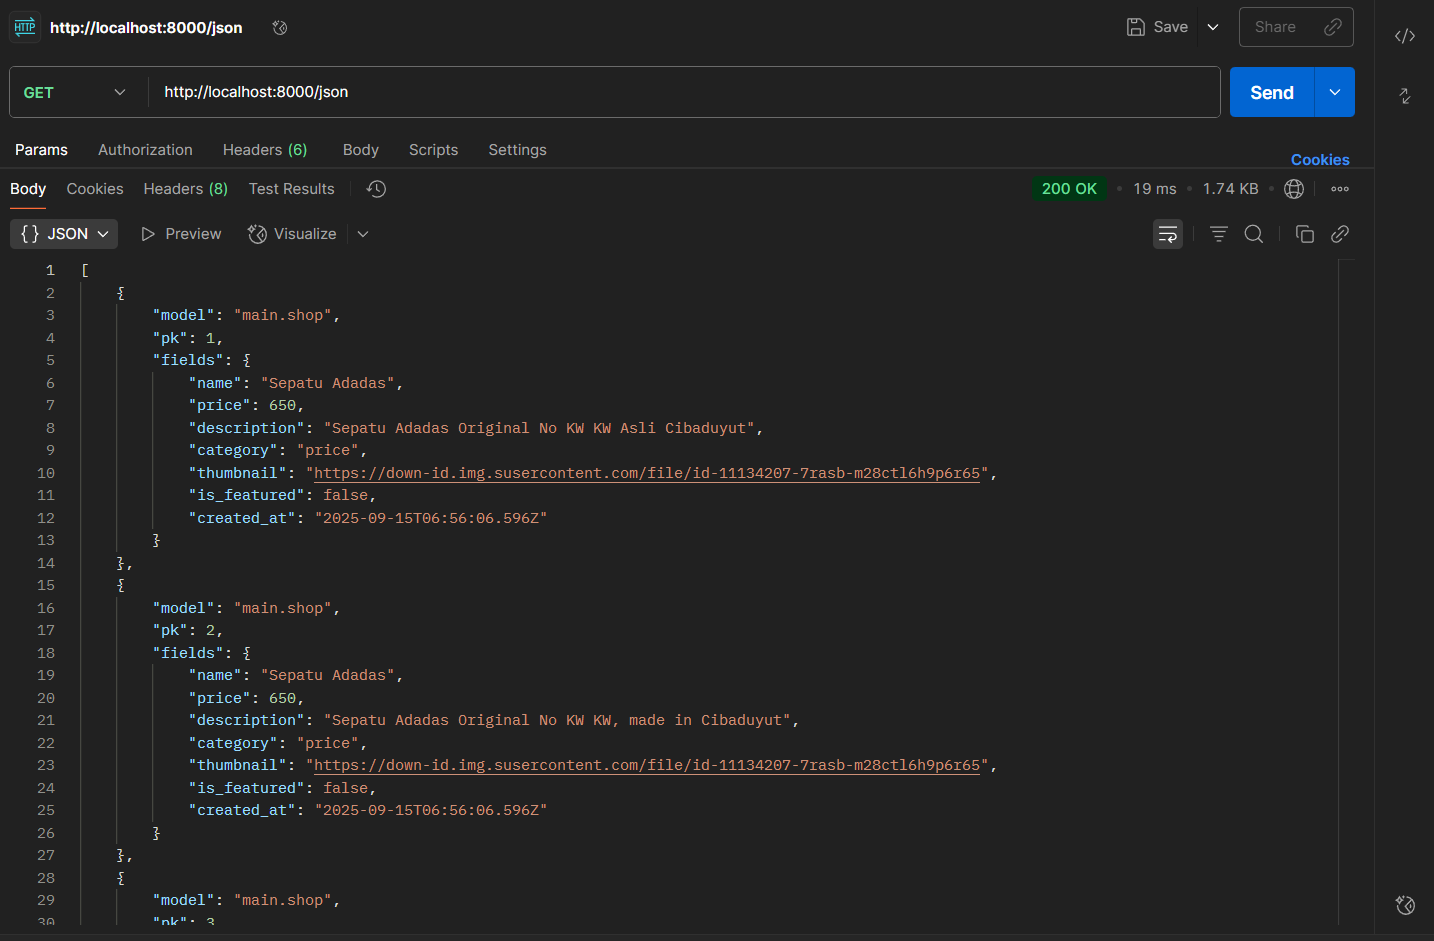 HTTP http://localhost:8000/json Save Share
GET http://localhost:8000/json Send
Params Authorization Headers (6) Body Scripts Settings Cookies
Body Cookies Headers (8) Test Results 200 OK • 19 ms • 1.74 KB •
{} JSON Preview Visualize
1 [
2 {
3 "model": "main.shop",
4 "pk": 1,
5 "fields": {
6 "name": "Sepatu Adadas",
7 "price": 650,
8 "description": "Sepatu Adadas Original No KW KW Asli Cibaduyut",
9 "category": "price",
10 "thumbnail": "https://down-id.img.susercontent.com/file/id-11134207-7rasb-m28ctl6h9p6r65",
11 "is_featured": false,
12 "created_at": "2025-09-15T06:56:06.596Z"
13 }
14 },
15 {
16 "model": "main.shop",
17 "pk": 2,
18 "fields": {
19 "name": "Sepatu Adadas",
20 "price": 650,
21 "description": "Sepatu Adadas Original No KW KW, made in Cibaduyut",
22 "category": "price",
23 "thumbnail": "https://down-id.img.susercontent.com/file/id-11134207-7rasb-m28ctl6h9p6r65",
24 "is_featured": false,
25 "created_at": "2025-09-15T06:56:06.596Z"
26 }
27 },
28 {
29 "model": "main.shop",
30 "pk": 3